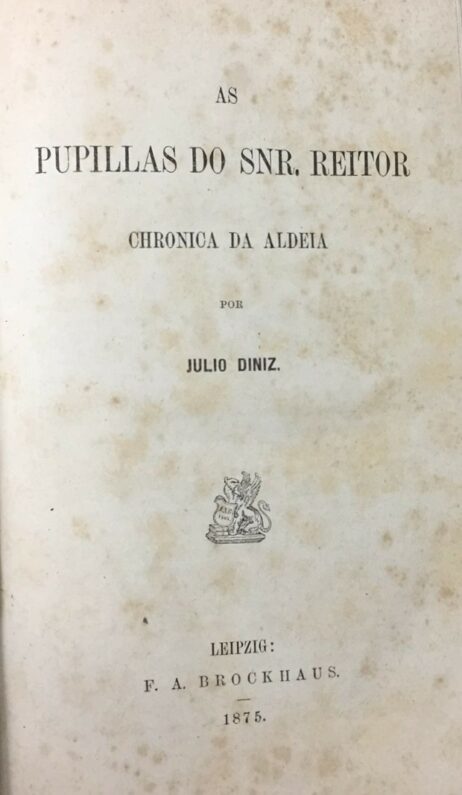 AS
PUPILLAS DO SNR. REITOR
CHRONICA DA ALDEIA
POR
JULIO DINIZ.
LEIPZIG:
F. A. BROCKHAUS.
1875.